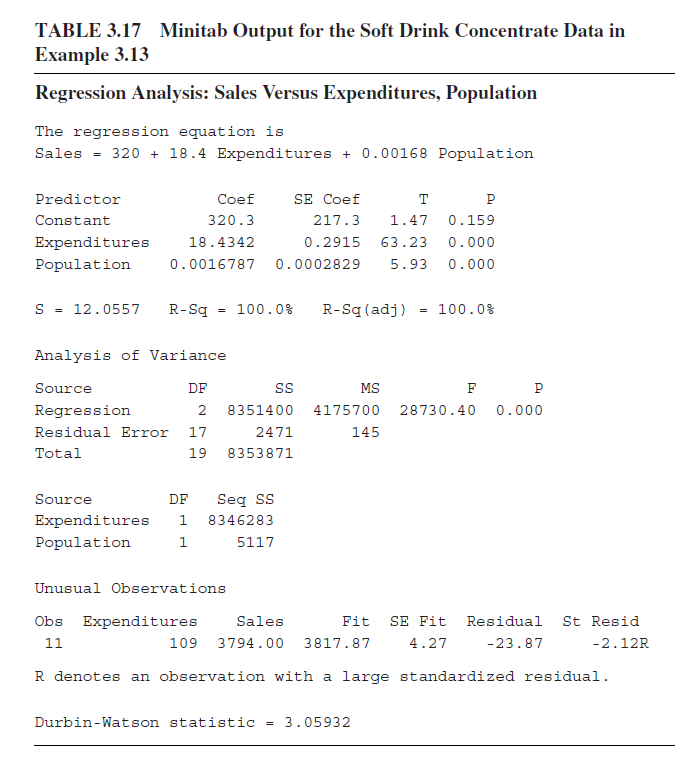 TABLE 3.17 Minitab Output for the Soft Drink Concentrate Data in
Example 3.13
Regression Analysis: Sales Versus Expenditures, Population
The regression equation is
Sales = 320 + 18.4 Expenditures + 0.00168 Population
Predictor Coef SE Coef T P
Constant 320.3 217.3 1.47 0.159
Expenditures 18.4342 0.2915 63.23 0.000
Population 0.0016787 0.0002829 5.93 0.000
S = 12.0557 R-Sq = 100.0% R-Sq(adj) = 100.0%
Analysis of Variance
Source DF SS MS F P
Regression 2 8351400 4175700 28730.40 0.000
Residual Error 17 2471 145
Total 19 8353871
Source DF Seq SS
Expenditures 1 8346283
Population 1 5117
Unusual Observations
Obs Expenditures Sales Fit SE Fit Residual St Resid
11 109 3794.00 3817.87 4.27 -23.87 -2.12R
R denotes an observation with a large standardized residual.
Durbin-Watson statistic = 3.05932